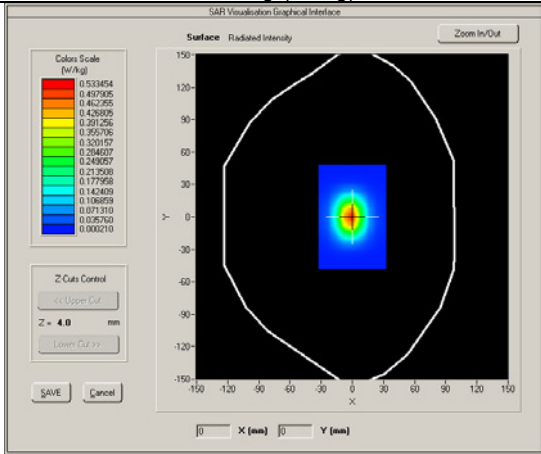 SAR Visualisation Graphical Interface
Surface Radiated Intensity
Zoom In/Out
Colors Scale
(W/kg)
0.533454
0.497905
0.462355
0.426805
0.391256
0.355706
0.320157
0.284607
0.249057
0.213508
0.177958
0.142409
0.106859
0.071310
0.035760
0.000210
Z Cuts Control
<< Upper Cut
Z = 4.0 mm
Lower Cut >>
SAVE Cancel
150
120
90
60
30
0
-30
-60
-90
-120
-150
Y
-150 -120 -90 -60 -30 0 30 60 90 120 150
X
0 X (mm) 0 Y (mm)